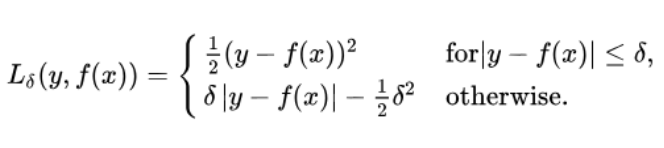 L_δ(y, f(x)) = { ½(y − f(x))² for|y − f(x)| ≤ δ,
δ |y − f(x)| − ½δ² otherwise.